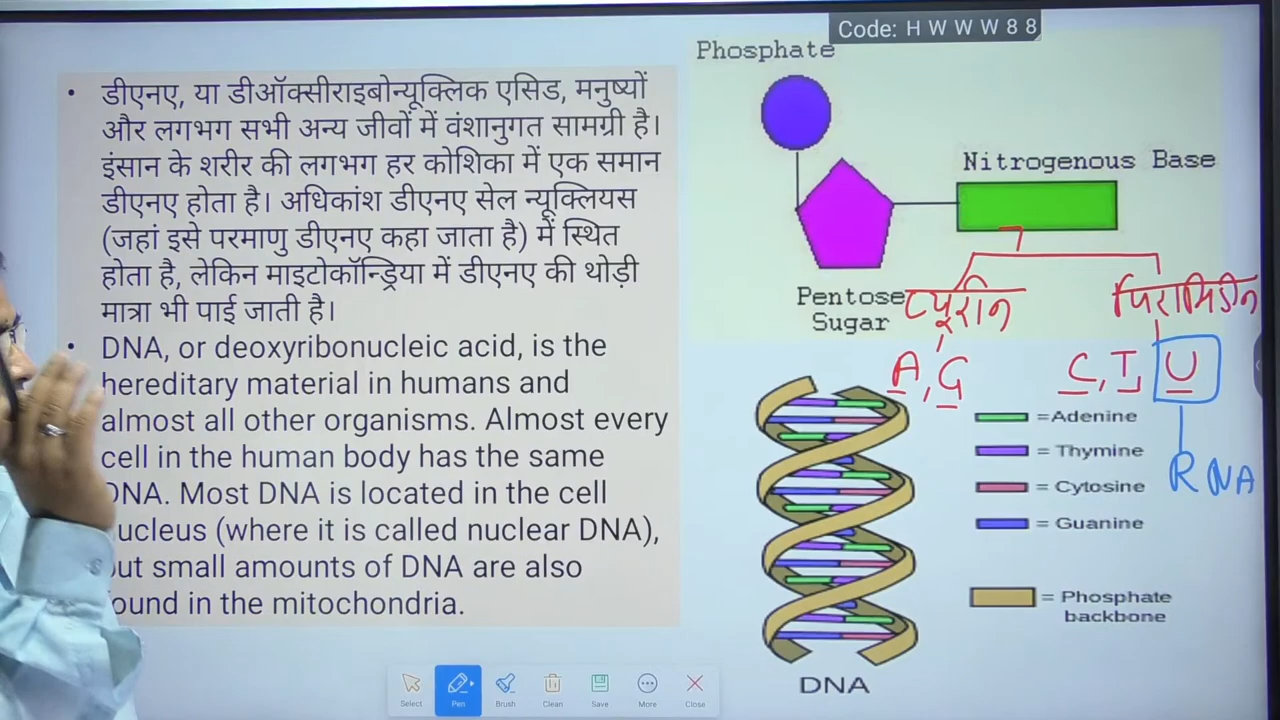 Code: H W W W 8 8
• डीएनए, या डीऑक्सीराइबोन्यूक्लिक एसिड, मनुष्यों
और लगभग सभी अन्य जीवों में वंशानुगत सामग्री है।
इंसान के शरीर की लगभग हर कोशिका में एक समान
डीएनए होता है। अधिकांश डीएनए सेल न्यूक्लियस
(जहां इसे परमाणु डीएनए कहा जाता है) में स्थित
होता है, लेकिन माइटोकॉन्ड्रिया में डीएनए की थोड़ी
मात्रा भी पाई जाती है।
• DNA, or deoxyribonucleic acid, is the
hereditary material in humans and
almost all other organisms. Almost every
cell in the human body has the same
DNA. Most DNA is located in the cell
nucleus (where it is called nuclear DNA),
but small amounts of DNA are also
found in the mitochondria.
Phosphate
Nitrogenous Base
Pentose
Sugar
प्यूरीन
पिरामिडीन
A, G
C, T, U
RNA
=Adenine
= Thymine
= Cytosine
= Guanine
= Phosphate
backbone
DNA
Select Pen Brush Clean Save More Close